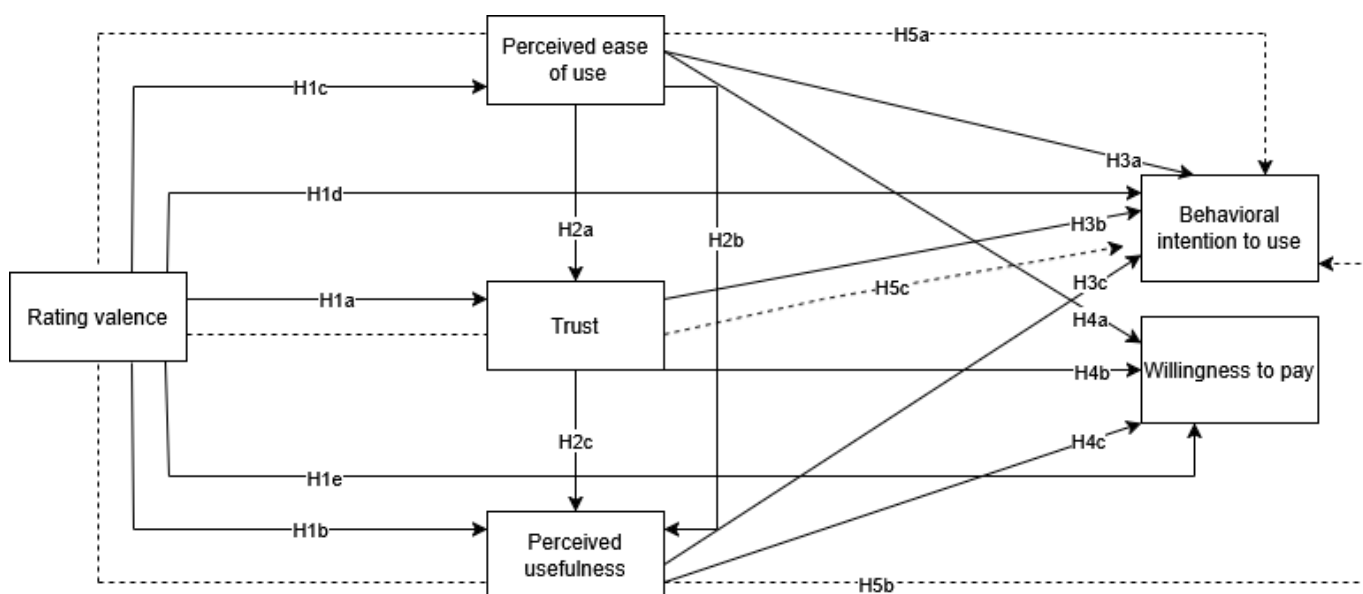 Perceived ease
of use
H5a
H1c
H3a
H1d
Behavioral
intention to use
H2a
H2b
H3b
H5c
H3c
Rating valence
H1a
Trust
H4a
H4b
Willingness to pay
H2c
H4c
H1e
H1b
Perceived
usefulness
H5b